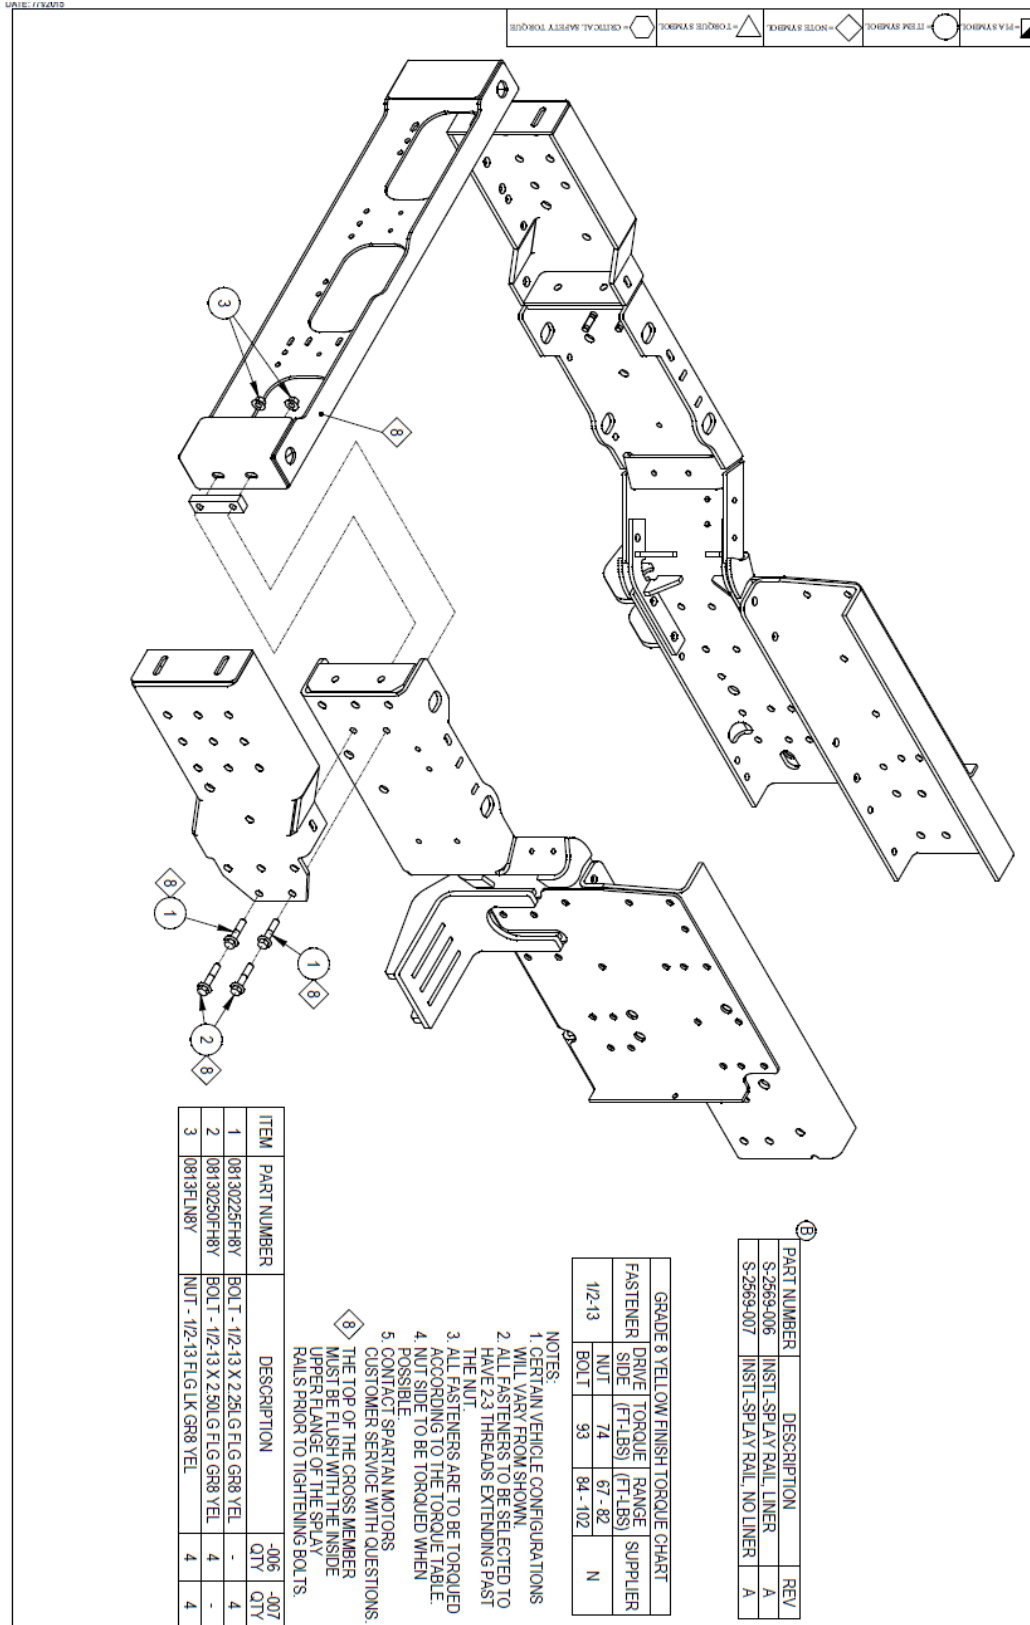 DATE: 7/7/2015
=PIA SYMBOL
=ITEM SYMBOL
=NOTE SYMBOL
=TORQUE SYMBOL
=CRITICAL SAFETY TORQUE
3
8
8
1
1
8
2
8
B
PART NUMBER DESCRIPTION REV
S-2569-006 INSTL-SPLAY RAIL, LINER A
S-2569-007 INSTL-SPLAY RAIL, NO LINER A
GRADE 8 YELLOW FINISH TORQUE CHART
FASTENER DRIVE SIDE TORQUE (FT-LBS) RANGE (FT-LBS) SUPPLIER
1/2-13 NUT 74 67 - 82 N
BOLT 93 84 - 102
NOTES:
1. CERTAIN VEHICLE CONFIGURATIONS
WILL VARY FROM SHOWN.
2. ALL FASTENERS TO BE SELECTED TO
HAVE 2-3 THREADS EXTENDING PAST
THE NUT.
3. ALL FASTENERS ARE TO BE TORQUED
ACCORDING TO THE TORQUE TABLE.
4. NUT SIDE TO BE TORQUED WHEN
POSSIBLE.
5. CONTACT SPARTAN MOTORS
CUSTOMER SERVICE WITH QUESTIONS.
8 THE TOP OF THE CROSS MEMBER
MUST BE FLUSH WITH THE INSIDE
UPPER FLANGE OF THE SPLAY
RAILS PRIOR TO TIGHTENING BOLTS.
ITEM PART NUMBER DESCRIPTION -006 QTY -007 QTY
1 08130225FH8Y BOLT - 1/2-13 X 2.25LG FLG GR8 YEL - 4
2 08130250FH8Y BOLT - 1/2-13 X 2.50LG FLG GR8 YEL 4 -
3 0813FLN8Y NUT - 1/2-13 FLG LK GR8 YEL 4 4